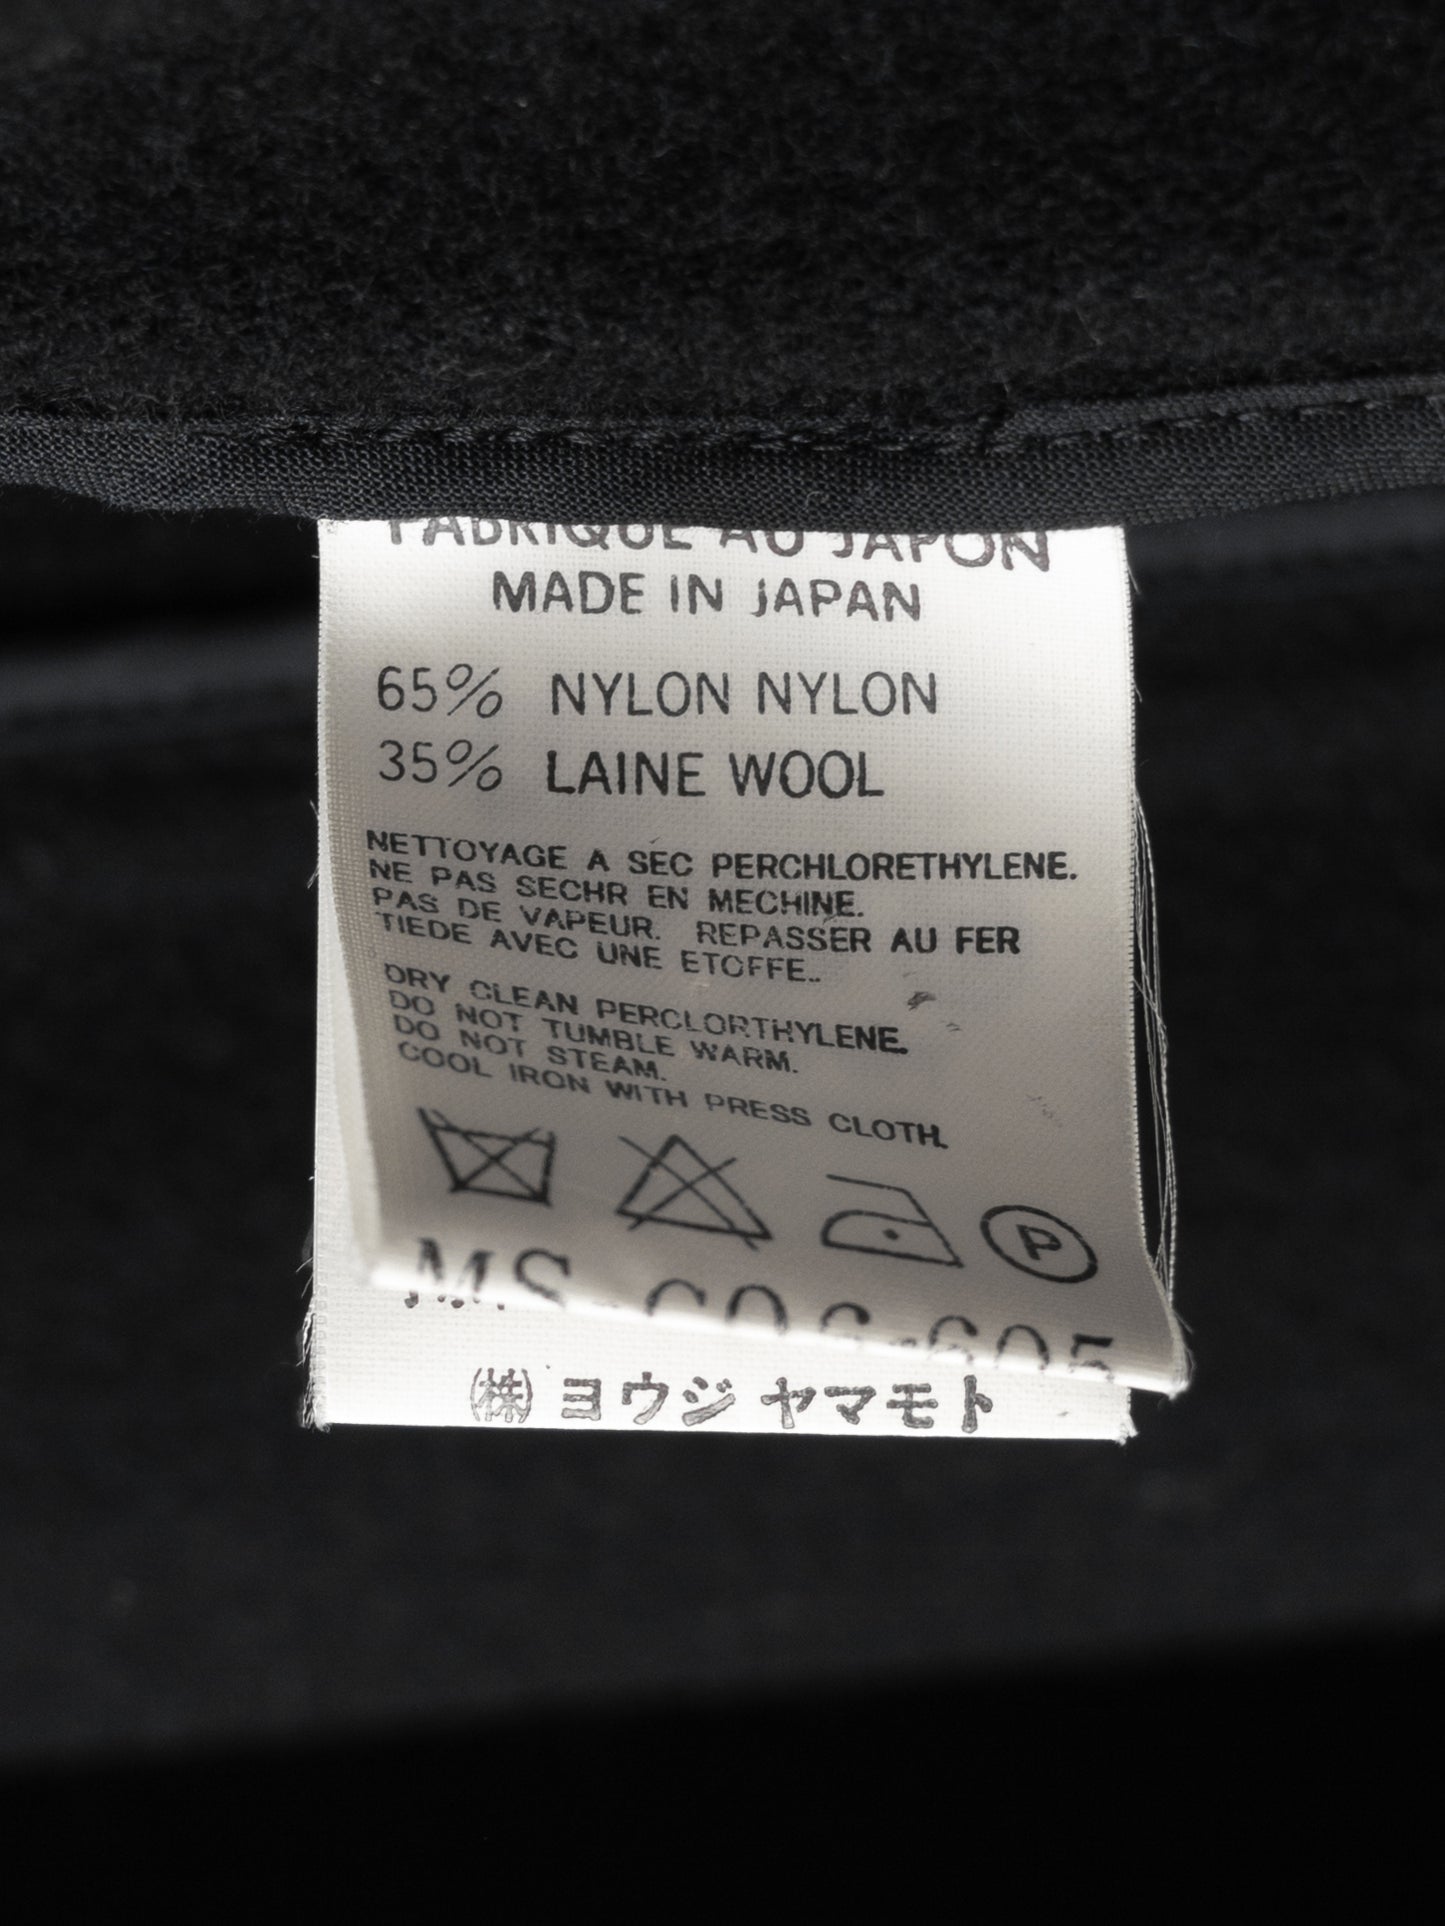 FABRIQUE AU JAPON
MADE IN JAPAN
65% NYLON NYLON
35% LAINE WOOL
NETTOYAGE A SEC PERCHLORETHYLENE.
NE PAS SECHR EN MECHINE.
PAS DE VAPEUR. REPASSER AU FER
TIEDE AVEC UNE ETOFFE..
DRY CLEAN PERCLORTHYLENE.
DO NOT TUMBLE WARM.
DO NOT STEAM.
COOL IRON WITH PRESS CLOTH.
P
㈱ ヨウジ ヤマモト